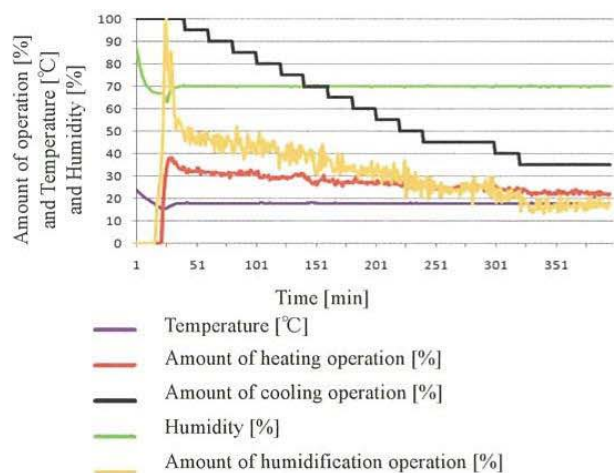 Amount of operation [%]
and Temperature [℃]
and Humidity [%]
100
90
80
70
60
50
40
30
20
10
0
1 51 101 151 201 251 301 351
Time [min]
Temperature [℃]
Amount of heating operation [%]
Amount of cooling operation [%]
Humidity [%]
Amount of humidification operation [%]